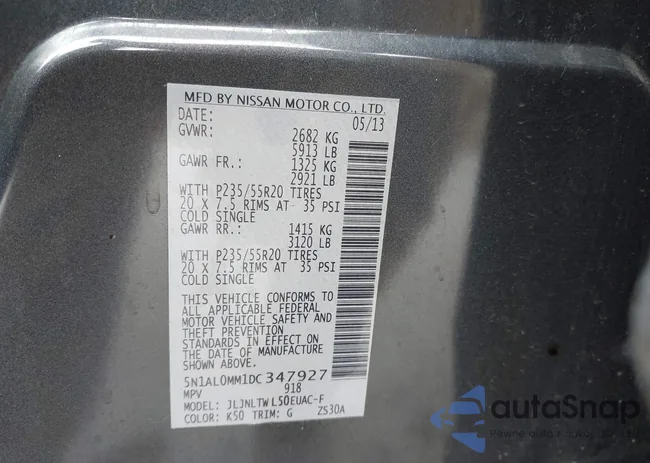 MFD BY NISSAN MOTOR CO., LTD.
DATE: 05/13
GVWR: 2682 KG
5913 LB
GAWR FR.: 1325 KG
2921 LB
WITH P235/55R20 TIRES
20 X 7.5 RIMS AT 35 PSI
COLD SINGLE
GAWR RR.: 1415 KG
3120 LB
WITH P235/55R20 TIRES
20 X 7.5 RIMS AT 35 PSI
COLD SINGLE
THIS VEHICLE CONFORMS TO
ALL APPLICABLE FEDERAL
MOTOR VEHICLE SAFETY AND
THEFT PREVENTION
STANDARDS IN EFFECT ON
THE DATE OF MANUFACTURE
SHOWN ABOVE.
5N1AL0MM1DC347927
MPV 918
MODEL: JLJNLTWL50EUAC-F
COLOR: K50 TRIM: G ZS30A
autoSnap
Pewne auto z